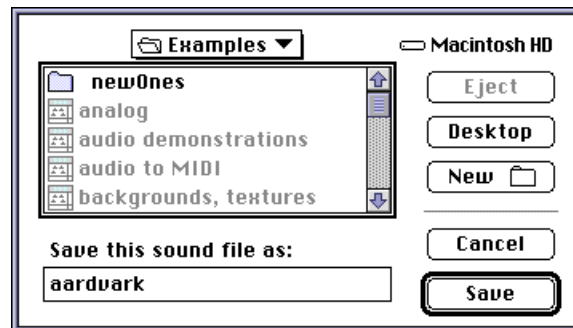 Examples
Macintosh HD
newOnes
analog
audio demonstrations
audio to MIDI
backgrounds, textures
Eject
Desktop
New
Save this sound file as:
aardvark
Cancel
Save